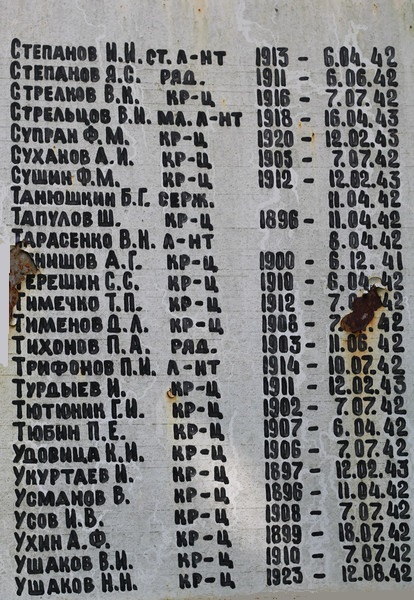 СТЕПАНОВ И.И. СТ. Л-НТ 1913 - 6.04.42
СТЕПАНОВ Я.С. РЯД. 1911 - 6.06.42
СТРЕЛКОВ В.К. КР-Ц 1916 - 7.07.42
СТРЕЛЬЦОВ В.И. МЛ. Л-НТ 1918 - 16.04.43
СУПРАН Ф.М. КР-Ц 1920 - 12.02.43
СУХАНОВ А.И. КР-Ц 1903 - 7.07.42
СУШИН Ф.М. КР-Ц 1912 - 12.02.43
ТАНЮШКИН Б.Г. СЕРЖ. 11.04.42
ТАПУЛОВ Ш. КР-Ц 1896 - 11.04.42
ТАРАСЕНКО В.Н. Л-НТ 8.04.42
А.Г. КР-Ц 1900 - 6.12.41
ТЕРЕШИН С.С. КР-Ц 1910 - 6.04.42
ТИМЕЧКО Т.П. КР-Ц 1912 -
ТИМЕНОВ Д.Л. КР-Ц 1908 -
ТИХОНОВ П.А. РЯД. 1903 - 11.06.42
ТРИФОНОВ П.И. Л-НТ 1914 - 10.07.42
ТУРДЫЕВ Н. КР-Ц 1911 - 12.02.43
ТЮТЮНИК Г.И. КР-Ц 1902 - 7.07.42
ТЮБИН П.Е. КР-Ц 1907 - 6.04.42
УДОВИЦА К.И. КР-Ц 1906 - 7.07.42
УКУРТАЕВ И. КР-Ц 1897 - 12.02.43
УСМАНОВ В. КР-Ц 1896 - 11.04.42
УСОВ И.В. КР-Ц 1908 - 7.07.42
УХИН А.Ф. КР-Ц 1899 - 16.07.42
УШАКОВ В.И. КР-Ц 1910 - 7.07.42
УШАКОВ Н.Н. КР-Ц 1923 - 12.08.42